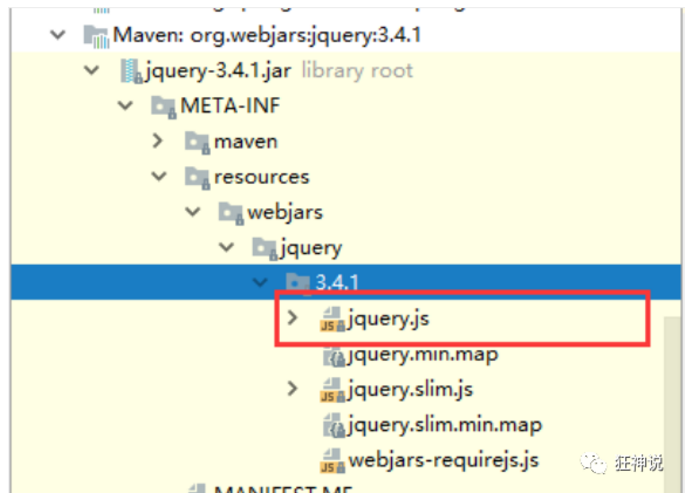 Maven: org.webjars:jquery:3.4.1
jquery-3.4.1.jar library root
META-INF
maven
resources
webjars
jquery
3.4.1
jquery.js
jquery.min.map
jquery.slim.js
jquery.slim.min.map
webjars-requirejs.js
狂神说
MANIFEST.MF